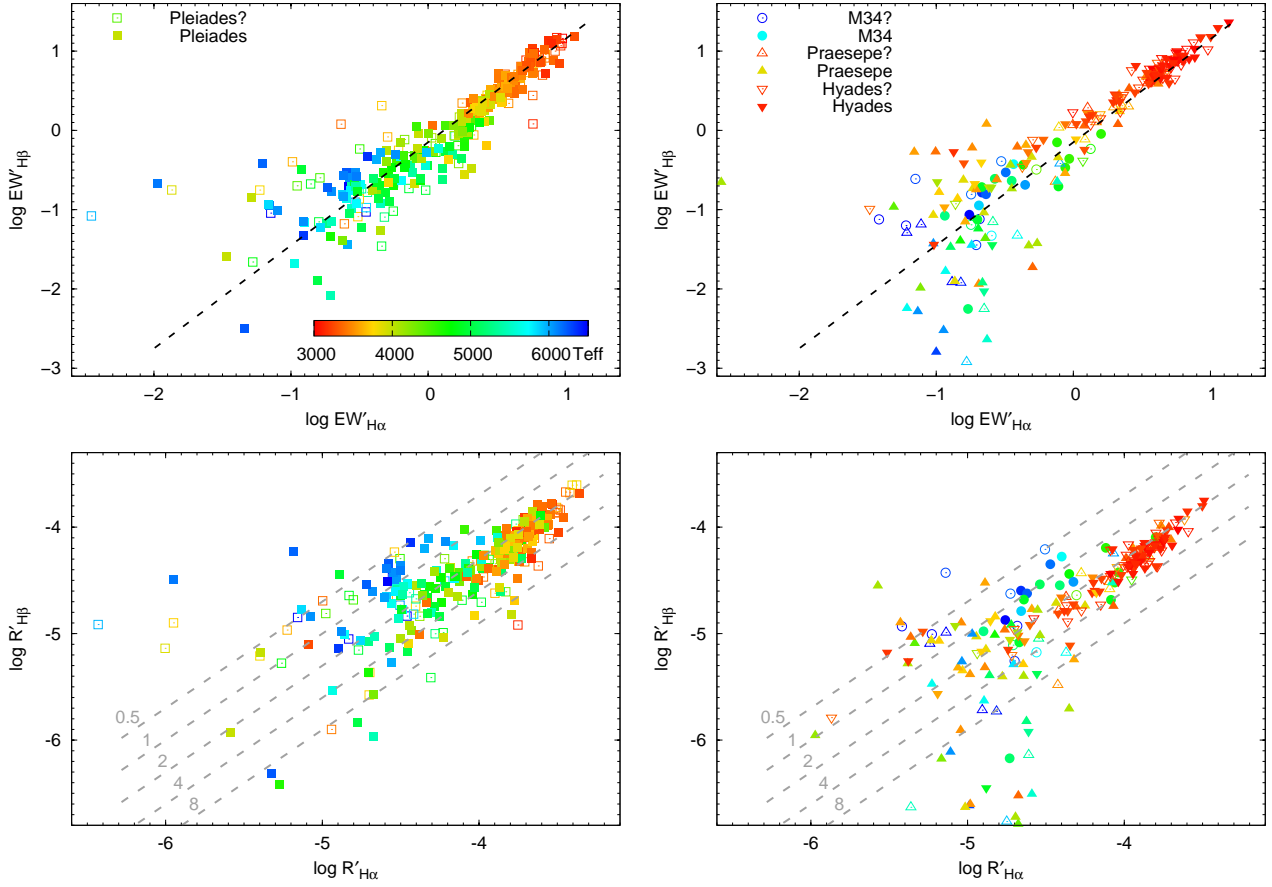 Pleiades?
Pleiades
1
0
−1
−2
−3
log EW′Hβ
3000 4000 5000 6000 Teff
−2 −1 0 1
log EW′Hα
M34?
M34
Praesepe?
Praesepe
Hyades?
Hyades
1
0
−1
−2
−3
log EW′Hβ
−2 −1 0 1
log EW′Hα
-4
-5
-6
log R′Hβ
0.5
1
2
4
8
-6 -5 -4
log R′Hα
-4
-5
-6
log R′Hβ
0.5
1
2
4
8
-6 -5 -4
log R′Hα